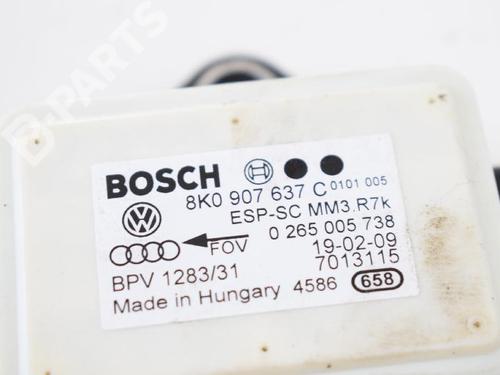 B-PARTS
BOSCH
8K0 907 637 C 0101 005
ESP-SC MM3.R7k
FOV 0 265 005 738
19-02-09
BPV 1283/31 7013115
Made in Hungary 4586 658